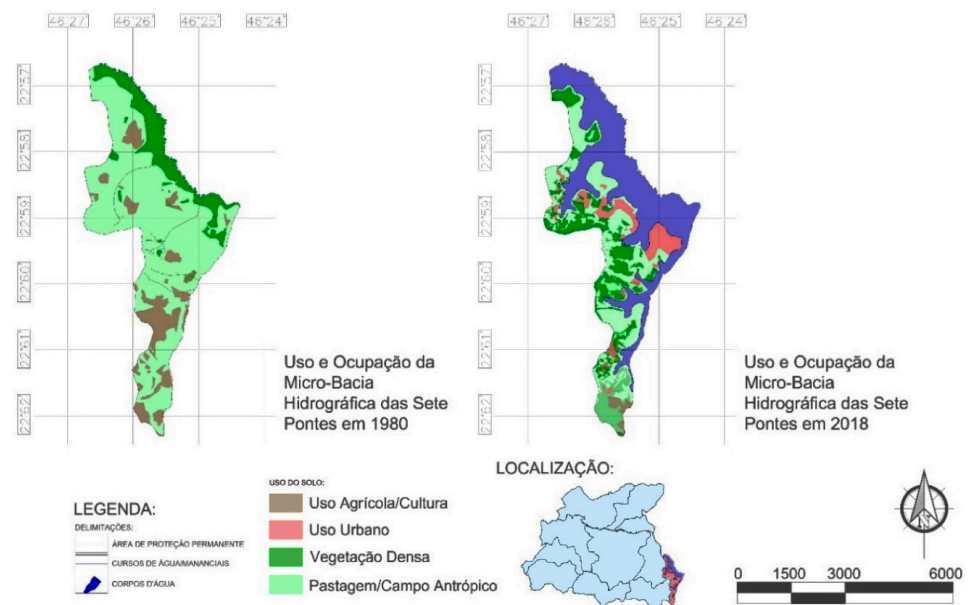 46°27 46°26 46°25 46°24
22°57
22°58
22°59
22°60
22°61
22°62
Uso e Ocupação da
Micro-Bacia
Hidrográfica das Sete
Pontes em 1980
46°27 46°26 46°25 46°24
22°57
22°58
22°59
22°60
22°61
22°62
Uso e Ocupação da
Micro-Bacia
Hidrográfica das Sete
Pontes em 2018
LEGENDA:
DELIMITAÇÕES:
ÁREA DE PROTEÇÃO PERMANENTE
CURSOS DE ÁGUA/MANANCIAIS
CORPOS D'ÁGUA
USO DO SOLO:
Uso Agrícola/Cultura
Uso Urbano
Vegetação Densa
Pastagem/Campo Antrópico
LOCALIZAÇÃO:
N
0 1500 3000 6000